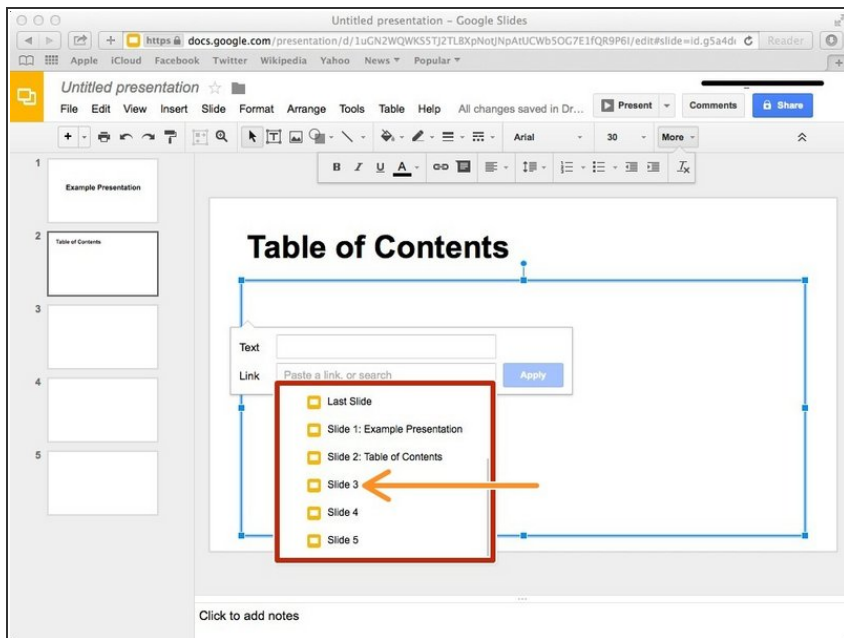 Untitled presentation – Google Slides
https docs.google.com/presentation/d/1uGN2WQWKS5TJ2TL8XpNotJNpAtUCWb5OG7E1fQR9P6I/edit#slide=id.g5a4d Reader
Apple iCloud Facebook Twitter Wikipedia Yahoo News Popular
Untitled presentation
File Edit View Insert Slide Format Arrange Tools Table Help All changes saved in Dr... Present Comments Share
Arial 30 More
B I U A
1
Example Presentation
2
Table of Contents
3
4
5
Table of Contents
Text
Link Paste a link, or search Apply
Last Slide
Slide 1: Example Presentation
Slide 2: Table of Contents
Slide 3
Slide 4
Slide 5
Click to add notes